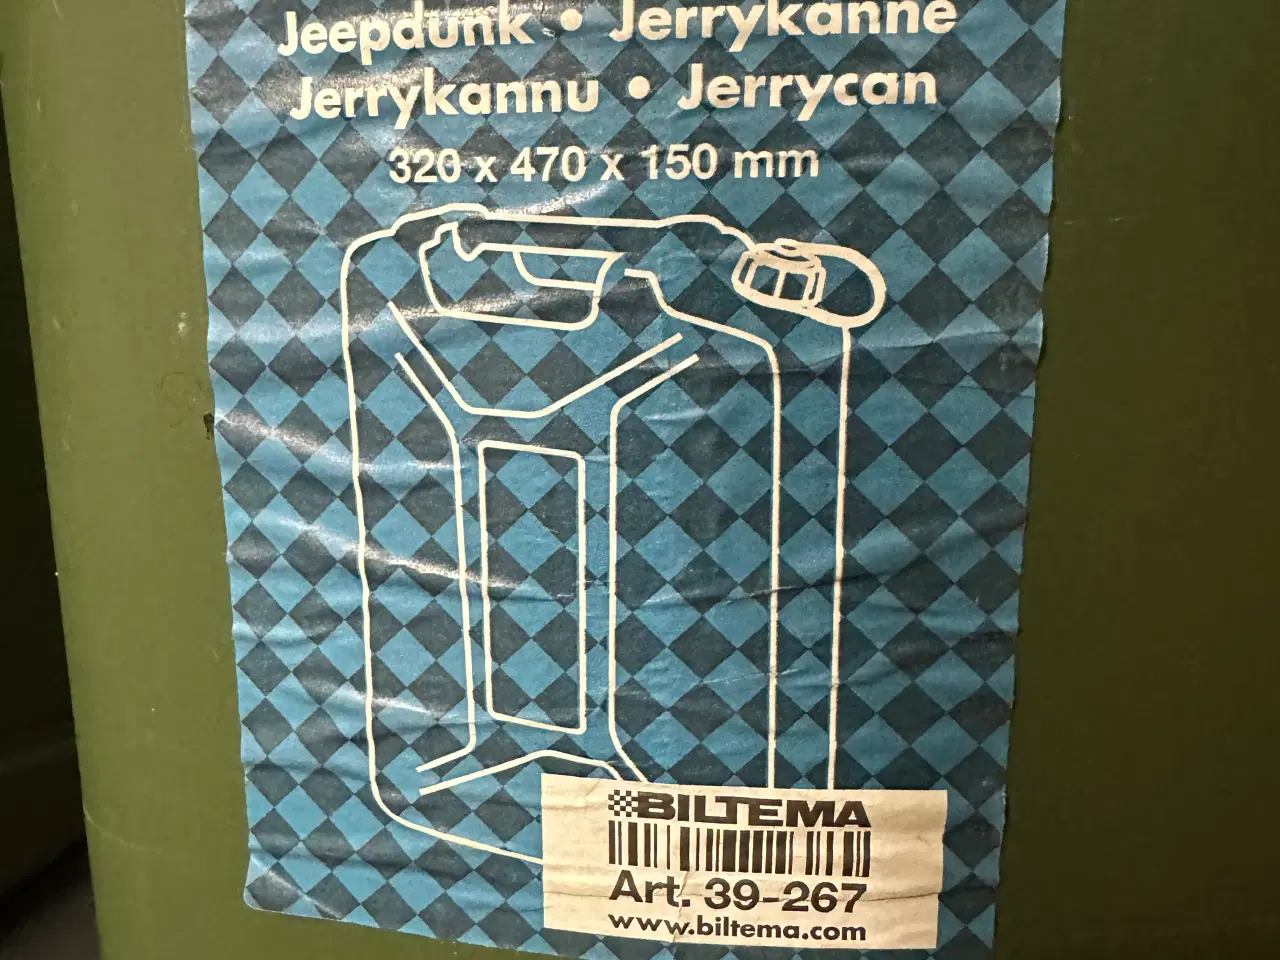 Jeepdunk • Jerrykanne
Jerrykannu • Jerrycan
320 x 470 x 150 mm
BILTEMA
Art. 39-267
www.biltema.com